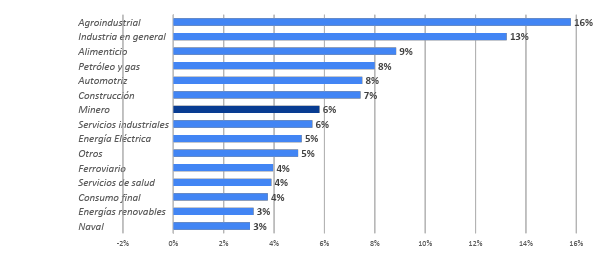 Agroindustrial 16%
Industria en general 13%
Alimenticio 9%
Petróleo y gas 8%
Automotriz 8%
Construcción 7%
Minero 6%
Servicios industriales 6%
Energía Eléctrica 5%
Otros 5%
Ferroviario 4%
Servicios de salud 4%
Consumo final 4%
Energías renovables 3%
Naval 3%
-2% 0% 2% 4% 6% 8% 10% 12% 14% 16%